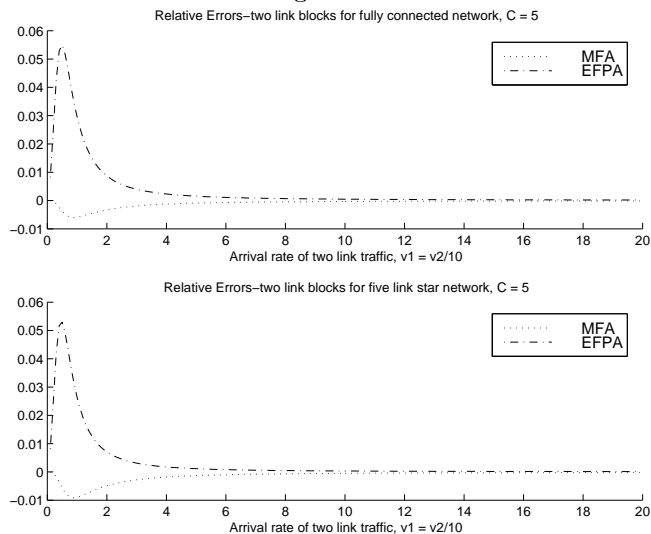 Relative Errors−two link blocks for fully connected network, C = 5
0.06
0.05
0.04
0.03
0.02
0.01
0
−0.01
MFA
EFPA
0 2 4 6 8 10 12 14 16 18 20
Arrival rate of two link traffic, v1 = v2/10
Relative Errors−two link blocks for five link star network, C = 5
0.06
0.05
0.04
0.03
0.02
0.01
0
−0.01
MFA
EFPA
0 2 4 6 8 10 12 14 16 18 20
Arrival rate of two link traffic, v1 = v2/10